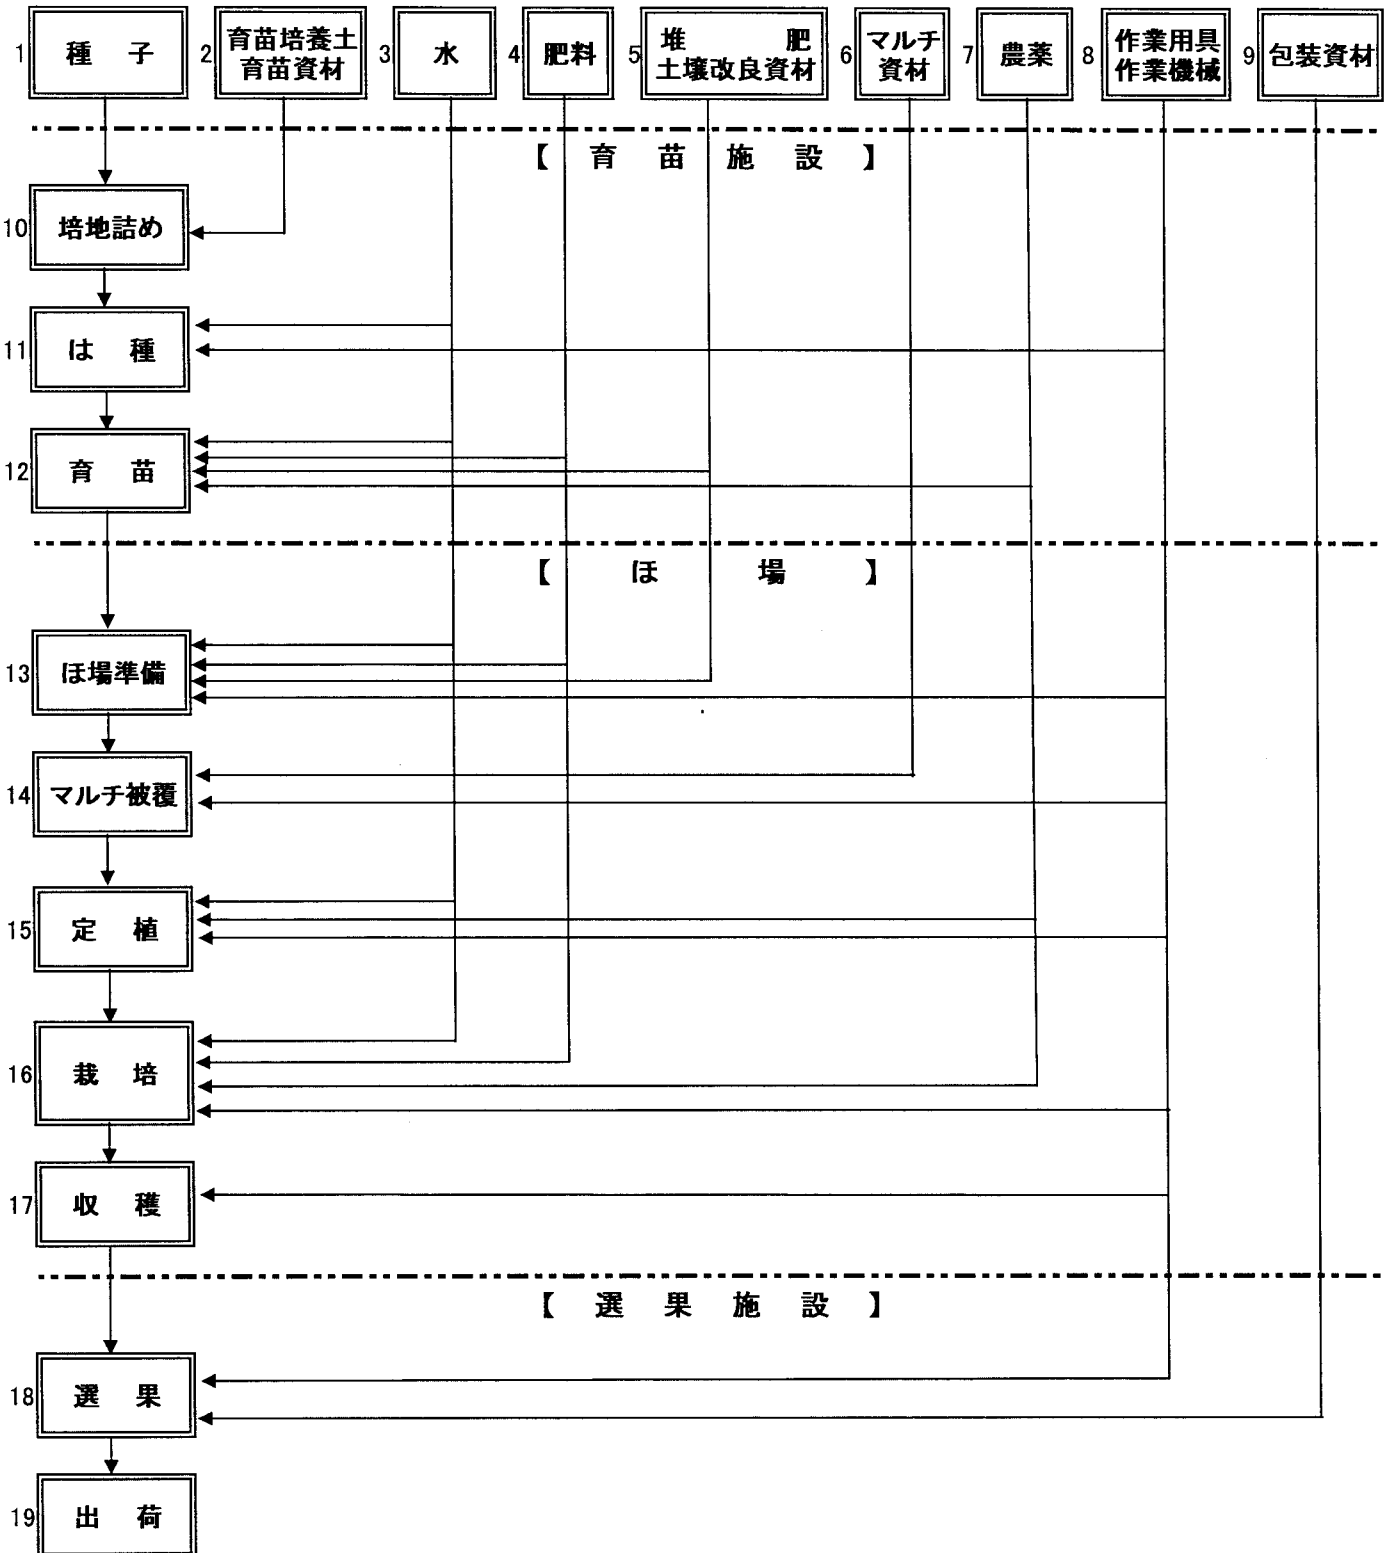 1 種 子
2 育苗培養土
育苗資材
3 水
4 肥料
5 堆 肥
土壌改良資材
6 マルチ
資材
7 農薬
8 作業用具
作業機械
9 包装資材
【 育 苗 施 設 】
10 培地詰め
11 は 種
12 育 苗
【 ほ 場 】
13 ほ場準備
14 マルチ被覆
15 定 植
16 栽 培
17 収 穫
【 選 果 施 設 】
18 選 果
19 出 荷